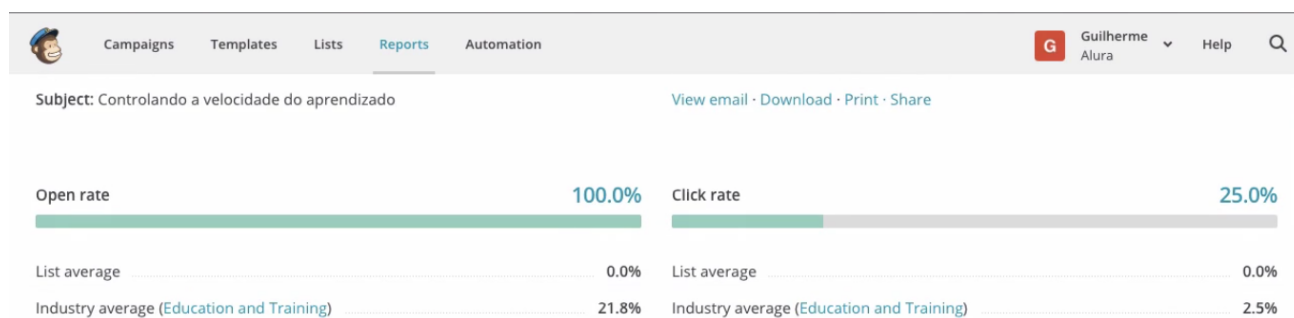 Campaigns Templates Lists Reports Automation G Guilherme Help
Alura
Subject: Controlando a velocidade do aprendizado View email · Download · Print · Share
Open rate 100.0% Click rate 25.0%
List average 0.0% List average 0.0%
Industry average (Education and Training) 21.8% Industry average (Education and Training) 2.5%